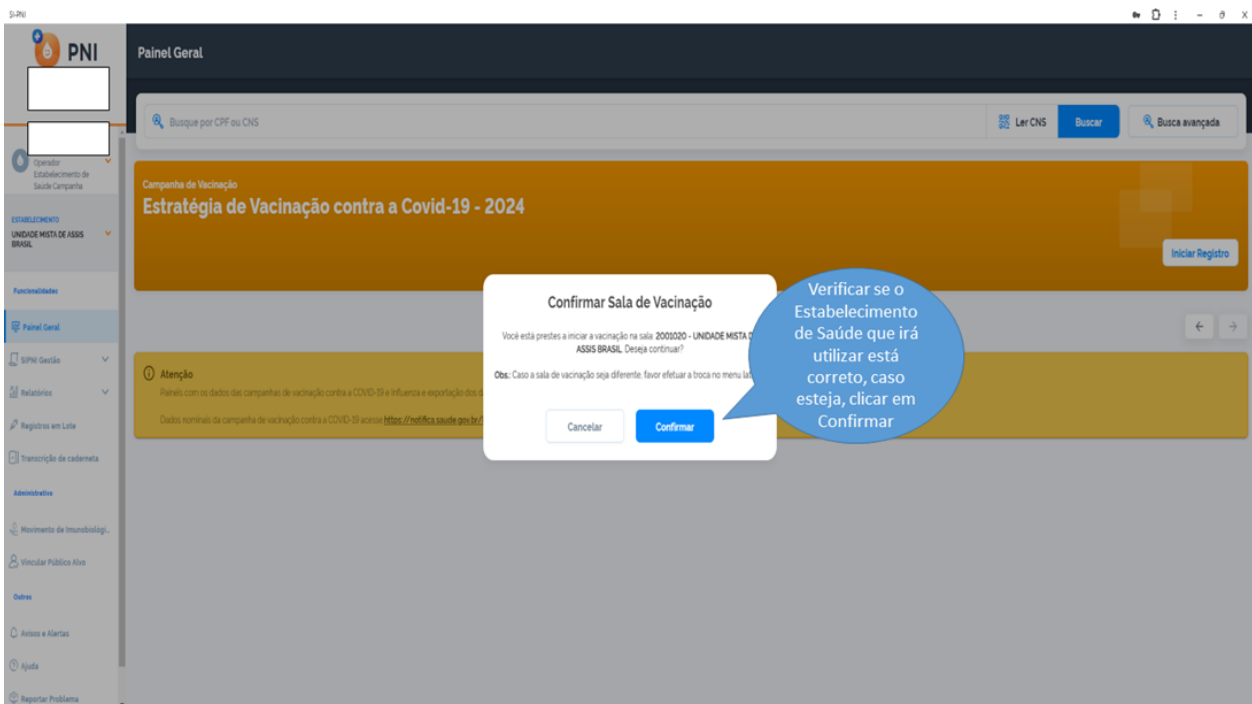 SI-PNI
PNI
Operador
Estabelecimento de
Saúde Campanha
ESTABELECIMENTO
UNIDADE MISTA DE ASSIS
BRASIL
Funcionalidades
Painel Geral
SIPNI Gestão
Relatórios
Registros em Lote
Transcrição de caderneta
Administrativo
Movimento de Imunobiológi...
Vincular Público Alvo
Outros
Avisos e Alertas
Ajuda
Reportar Problema
Painel Geral
Busque por CPF ou CNS
Ler CNS
Buscar
Busca avançada
Campanha de Vacinação
Estratégia de Vacinação contra a Covid-19 - 2024
Iniciar Registro
Atenção
Paineis com os dados das campanhas de vacinação contra a COVID-19 e Influenza e exportação dos d
Dados nominais da campanha de vacinação contra a COVID-19 acesse https://notifica.saude.gov.br/
Confirmar Sala de Vacinação
Você está prestes a iniciar a vacinação na sala: 2001020 - UNIDADE MISTA D
ASSIS BRASIL. Deseja continuar?
Obs.: Caso a sala de vacinação seja diferente, favor efetuar a troca no menu la
Cancelar
Confirmar
Verificar se o
Estabelecimento
de Saúde que irá
utilizar está
correto, caso
esteja, clicar em
Confirmar